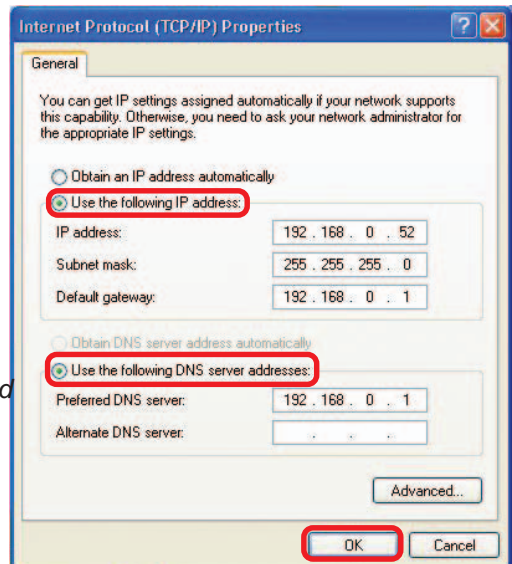 Internet Protocol (TCP/IP) Properties
General
You can get IP settings assigned automatically if your network supports
this capability. Otherwise, you need to ask your network administrator for
the appropriate IP settings.
Obtain an IP address automatically
Use the following IP address:
IP address: 192 . 168 . 0 . 52
Subnet mask: 255 . 255 . 255 . 0
Default gateway: 192 . 168 . 0 . 1
Obtain DNS server address automatically
Use the following DNS server addresses:
Preferred DNS server: 192 . 168 . 0 . 1
Alternate DNS server: . . .
Advanced...
OK Cancel